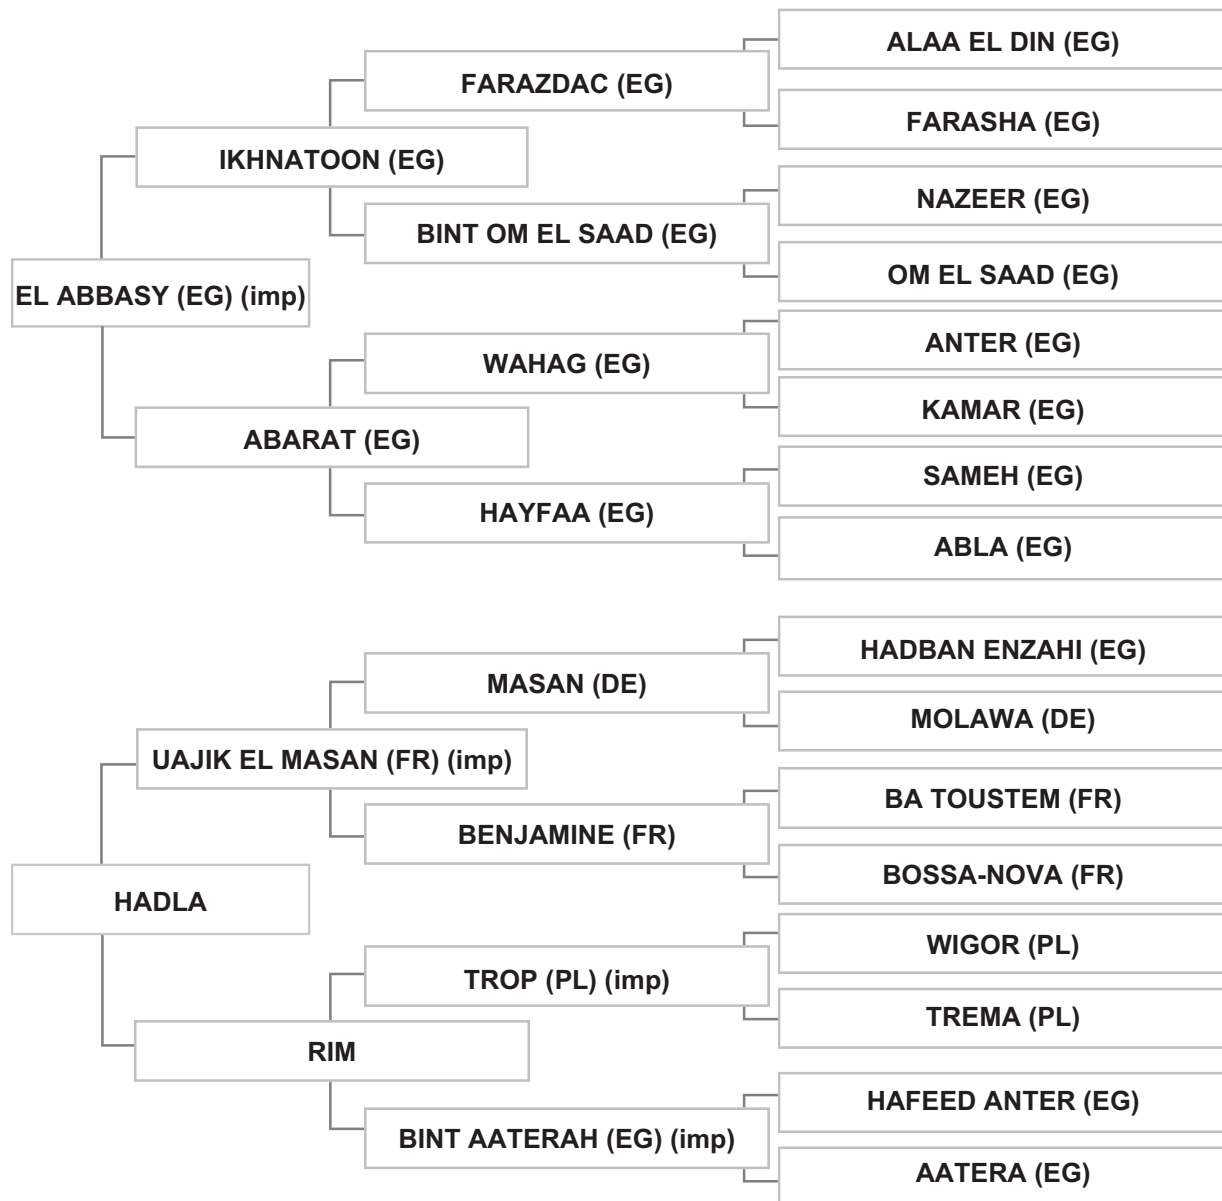 ALAA EL DIN (EG)
FARAZDAC (EG)
FARASHA (EG)
IKHNATOON (EG)
NAZEER (EG)
BINT OM EL SAAD (EG)
OM EL SAAD (EG)
EL ABBASY (EG) (imp)
ANTER (EG)
WAHAG (EG)
KAMAR (EG)
ABARAT (EG)
SAMEH (EG)
HAYFAA (EG)
ABLA (EG)
HADBAN ENZAHI (EG)
MASAN (DE)
MOLAWA (DE)
UAJIK EL MASAN (FR) (imp)
BA TOUSTEM (FR)
BENJAMINE (FR)
BOSSA-NOVA (FR)
HADLA
WIGOR (PL)
TROP (PL) (imp)
TREMA (PL)
RIM
HAFEED ANTER (EG)
BINT AATERAH (EG) (imp)
AATERA (EG)